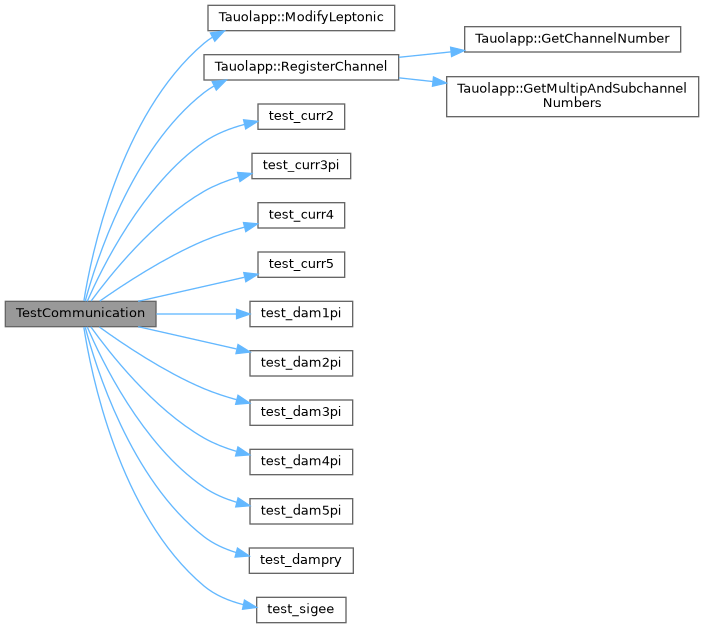 Tauolapp::ModifyLeptonic
Tauolapp::RegisterChannel
Tauolapp::GetChannelNumber
Tauolapp::GetMultipAndSubchannel
Numbers
test_curr2
test_curr3pi
test_curr4
test_curr5
TestCommunication
test_dam1pi
test_dam2pi
test_dam3pi
test_dam4pi
test_dam5pi
test_dampry
test_sigee